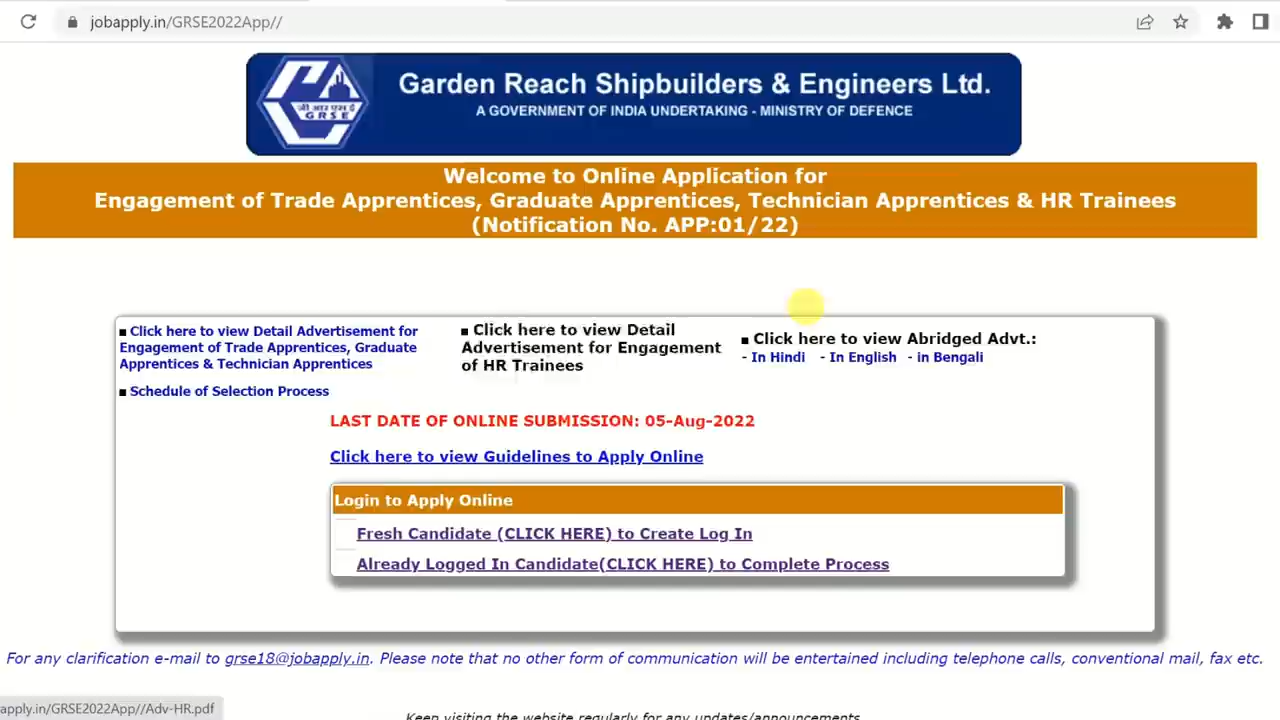 jobapply.in/GRSE2022App//
Garden Reach Shipbuilders & Engineers Ltd.
A GOVERNMENT OF INDIA UNDERTAKING - MINISTRY OF DEFENCE
जी आर एस ई
GRSE
Welcome to Online Application for
Engagement of Trade Apprentices, Graduate Apprentices, Technician Apprentices & HR Trainees
(Notification No. APP:01/22)
Click here to view Detail Advertisement for
Engagement of Trade Apprentices, Graduate
Apprentices & Technician Apprentices
Schedule of Selection Process
Click here to view Detail
Advertisement for Engagement
of HR Trainees
Click here to view Abridged Advt.:
- In Hindi - In English - in Bengali
LAST DATE OF ONLINE SUBMISSION: 05-Aug-2022
Click here to view Guidelines to Apply Online
Login to Apply Online
Fresh Candidate (CLICK HERE) to Create Log In
Already Logged In Candidate(CLICK HERE) to Complete Process
For any clarification e-mail to grse18@jobapply.in. Please note that no other form of communication will be entertained including telephone calls, conventional mail, fax etc.
apply.in/GRSE2022App//Adv-HR.pdf
Keep visiting the website regularly for any updates/announcements